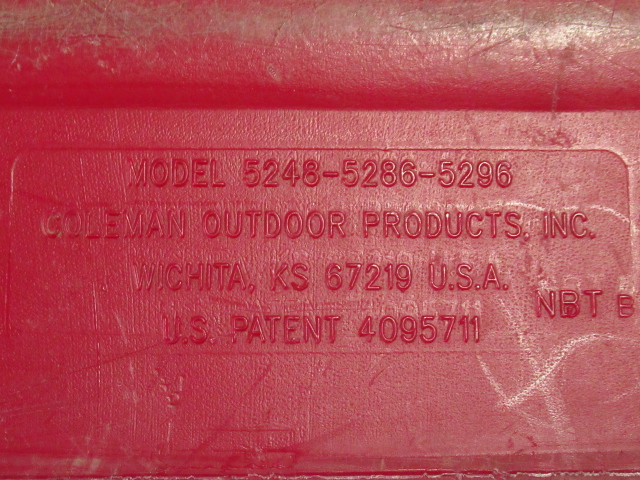 MODEL 5248-5286-5296
COLEMAN OUTDOOR PRODUCTS, INC.
WICHITA, KS 67219 U.S.A.
U.S. PATENT 4095711
NBT B